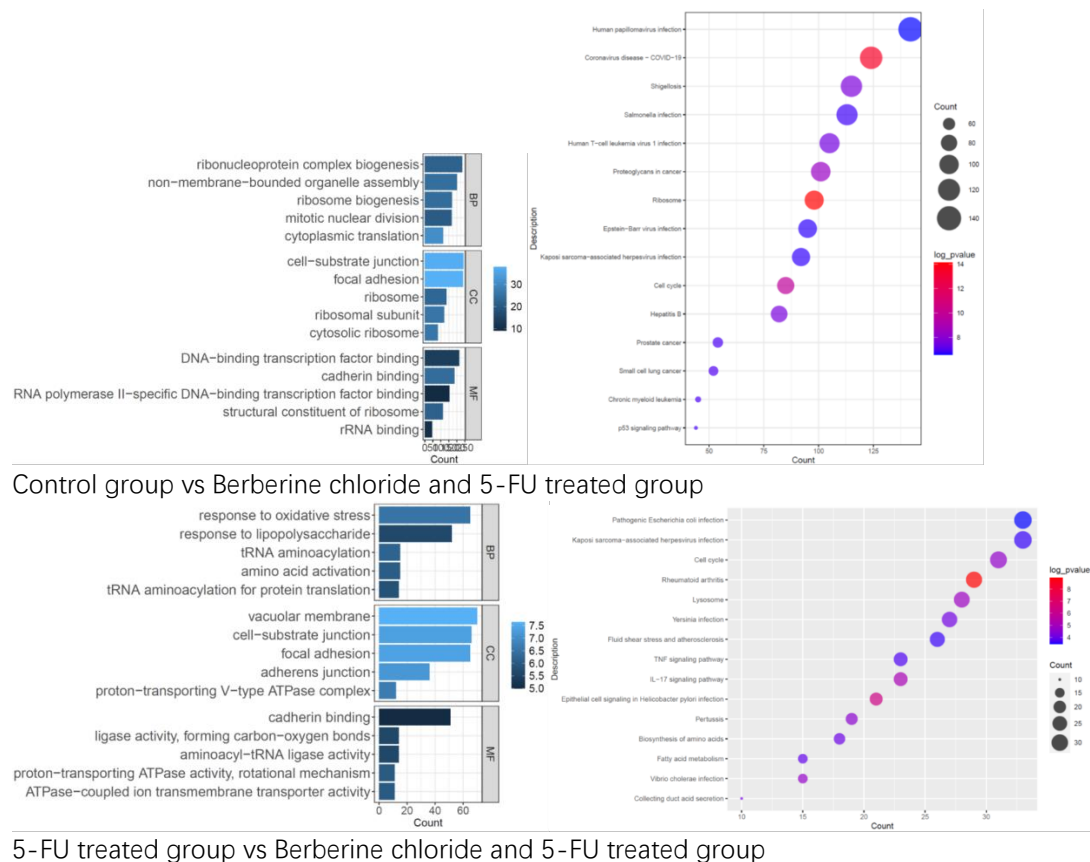 ribonucleoprotein complex biogenesis
non-membrane-bounded organelle assembly
ribosome biogenesis
mitotic nuclear division
cytoplasmic translation
BP
cell-substrate junction
focal adhesion
ribosome
ribosomal subunit
cytosolic ribosome
CC
DNA-binding transcription factor binding
cadherin binding
RNA polymerase II-specific DNA-binding transcription factor binding
structural constituent of ribosome
rRNA binding
MF
Count
30
20
10
Human papillomavirus infection
Coronavirus disease - COVID-19
Shigellosis
Salmonella infection
Human T-cell leukemia virus 1 infection
Proteoglycans in cancer
Ribosome
Epstein-Barr virus infection
Kaposi sarcoma-associated herpesvirus infection
Cell cycle
Hepatitis B
Prostate cancer
Small cell lung cancer
Chronic myeloid leukemia
p53 signaling pathway
Description
50 75 100 125
Count
Count
60
80
100
120
140
log_pvalue
14
12
10
8
Control group vs Berberine chloride and 5-FU treated group
response to oxidative stress
response to lipopolysaccharide
tRNA aminoacylation
amino acid activation
tRNA aminoacylation for protein translation
BP
vacuolar membrane
cell-substrate junction
focal adhesion
adherens junction
proton-transporting V-type ATPase complex
CC
cadherin binding
ligase activity, forming carbon-oxygen bonds
aminoacyl-tRNA ligase activity
proton-transporting ATPase activity, rotational mechanism
ATPase-coupled ion transmembrane transporter activity
MF
0 20 40 60
Count
7.5
7.0
6.5
6.0
5.5
5.0
Description
Pathogenic Escherichia coli infection
Kaposi sarcoma-associated herpesvirus infection
Cell cycle
Rheumatoid arthritis
Lysosome
Yersinia infection
Fluid shear stress and atherosclerosis
TNF signaling pathway
IL-17 signaling pathway
Epithelial cell signaling in Helicobacter pylori infection
Pertussis
Biosynthesis of amino acids
Fatty acid metabolism
Vibrio cholerae infection
Collecting duct acid secretion
10 15 20 25 30
Count
log_pvalue
8
7
6
5
4
Count
10
15
20
25
30
5-FU treated group vs Berberine chloride and 5-FU treated group